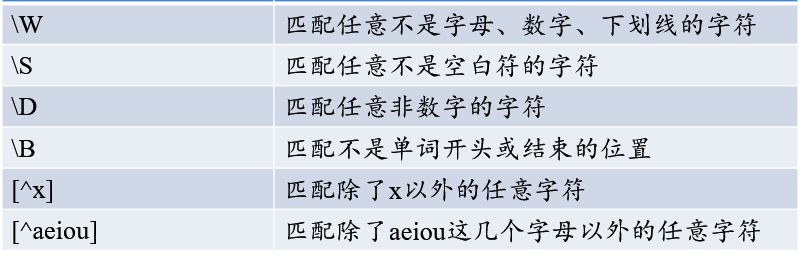 \W 匹配任意不是字母、数字、下划线的字符
\S 匹配任意不是空白符的字符
\D 匹配任意非数字的字符
\B 匹配不是单词开头或结束的位置
[^x] 匹配除了x以外的任意字符
[^aeiou] 匹配除了aeiou这几个字母以外的任意字符